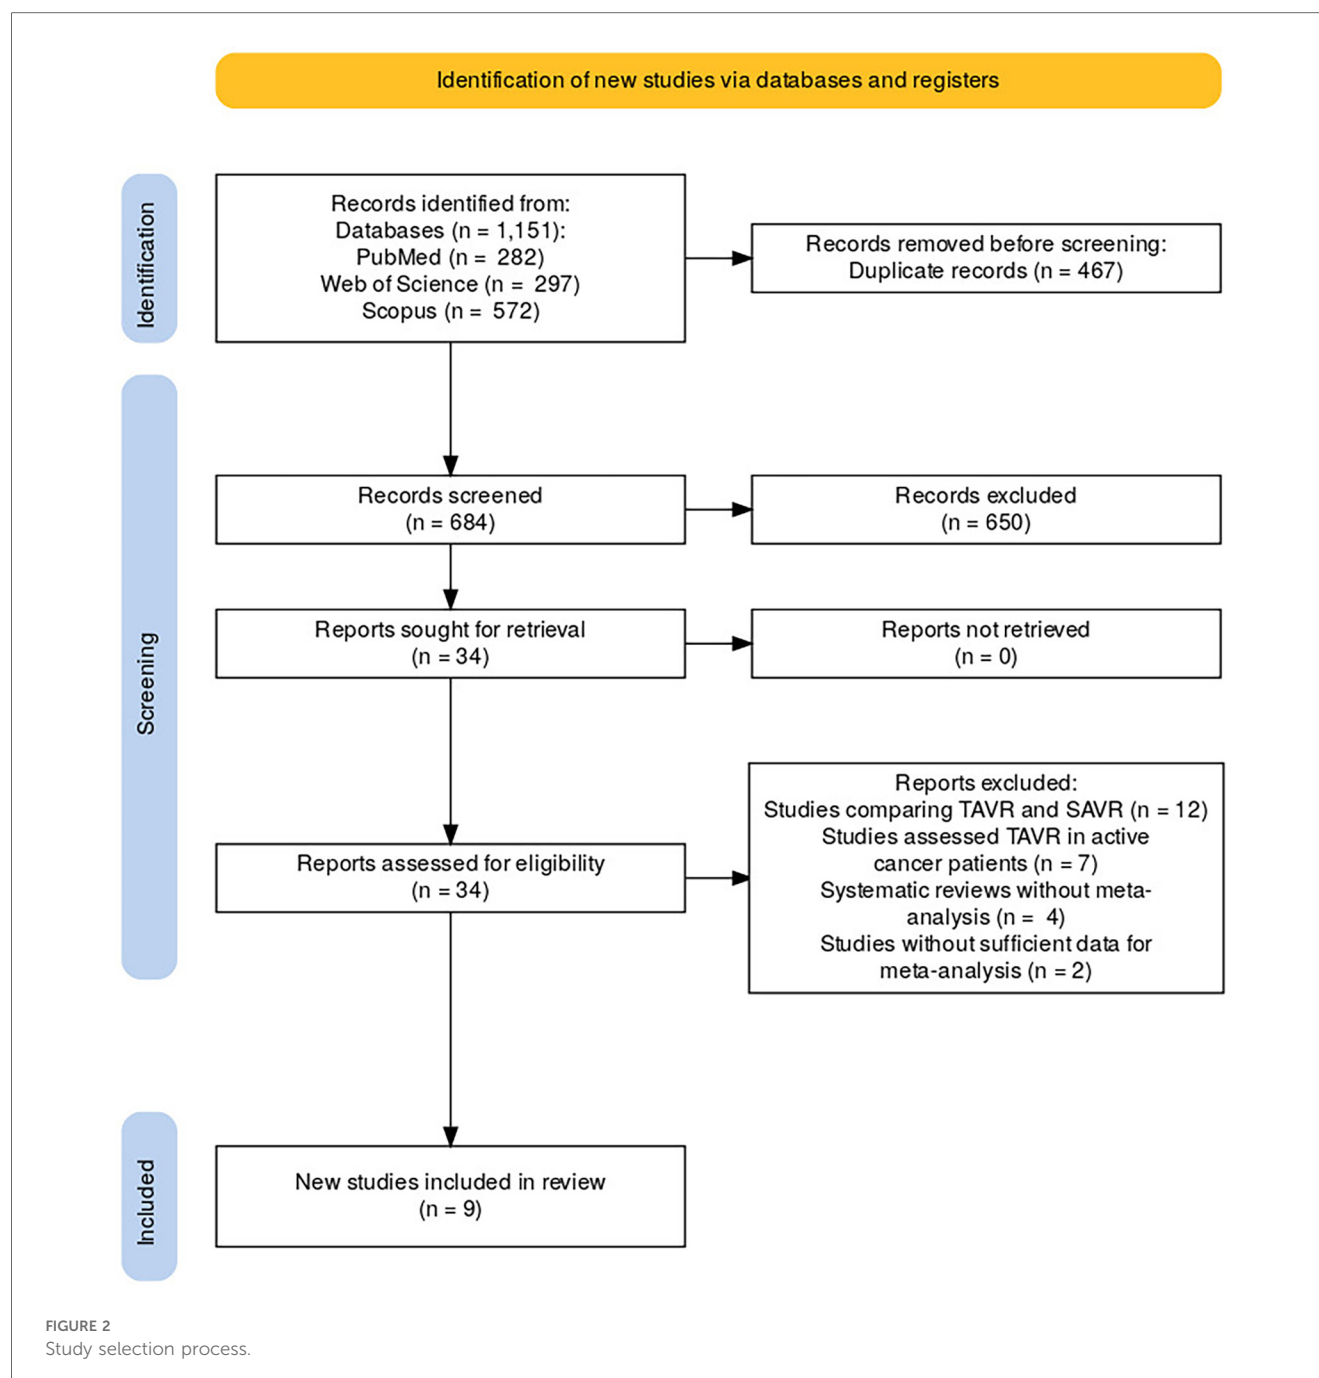 Identification of new studies via databases and registers
Identification
Records identified from:
Databases (n = 1,151):
PubMed (n = 282)
Web of Science (n = 297)
Scopus (n = 572)
Records removed before screening:
Duplicate records (n = 467)
Screening
Records screened
(n = 684)
Records excluded
(n = 650)
Reports sought for retrieval
(n = 34)
Reports not retrieved
(n = 0)
Reports assessed for eligibility
(n = 34)
Reports excluded:
Studies comparing TAVR and SAVR (n = 12)
Studies assessed TAVR in active
cancer patients (n = 7)
Systematic reviews without meta-
analysis (n = 4)
Studies without sufficient data for
meta-analysis (n = 2)
Included
New studies included in review
(n = 9)
FIGURE 2
Study selection process.